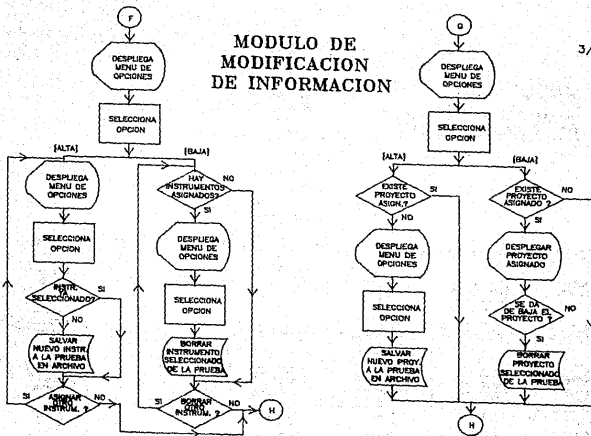 F
MODULO DE
MODIFICACION
DE INFORMACION
G
3/
DESPLIEGA
MENU DE
OPCIONES
SELECCIONA
OPCION
[ALTA]
[BAJA]
DESPLIEGA
MENU DE
OPCIONES
SELECCIONA
OPCION
INSTR.
YA
SELECCIONADO?
SI
NO
SALVAR
NUEVO INSTR.
A LA PRUEBA
EN ARCHIVO
SI
ASIGNAR
OTRO
INSTRUM. ?
NO
HAY
INSTRUMENTOS
ASIGNADOS?
NO
SI
DESPLIEGA
MENU DE
OPCIONES
SELECCIONA
OPCION
BORRAR
INSTRUMENTO
SELECCIONADO
DE LA PRUEBA
SI
BORRAR
OTRO
INSTRUM. ?
NO
H
DESPLIEGA
MENU DE
OPCIONES
SELECCIONA
OPCION
[ALTA]
[BAJA]
EXISTE
PROYECTO
ASIGN.?
SI
NO
DESPLIEGA
MENU DE
OPCIONES
SELECCIONA
OPCION
SALVAR
NUEVO PROY.
A LA PRUEBA
EN ARCHIVO
EXISTE
PROYECTO
ASIGNADO ?
NO
SI
DESPLEGAR
PROYECTO
ASIGNADO
SE DA
DE BAJA EL
PROYECTO ?
NO
SI
BORRAR
PROYECTO
SELECCIONADO
DE LA PRUEBA
H